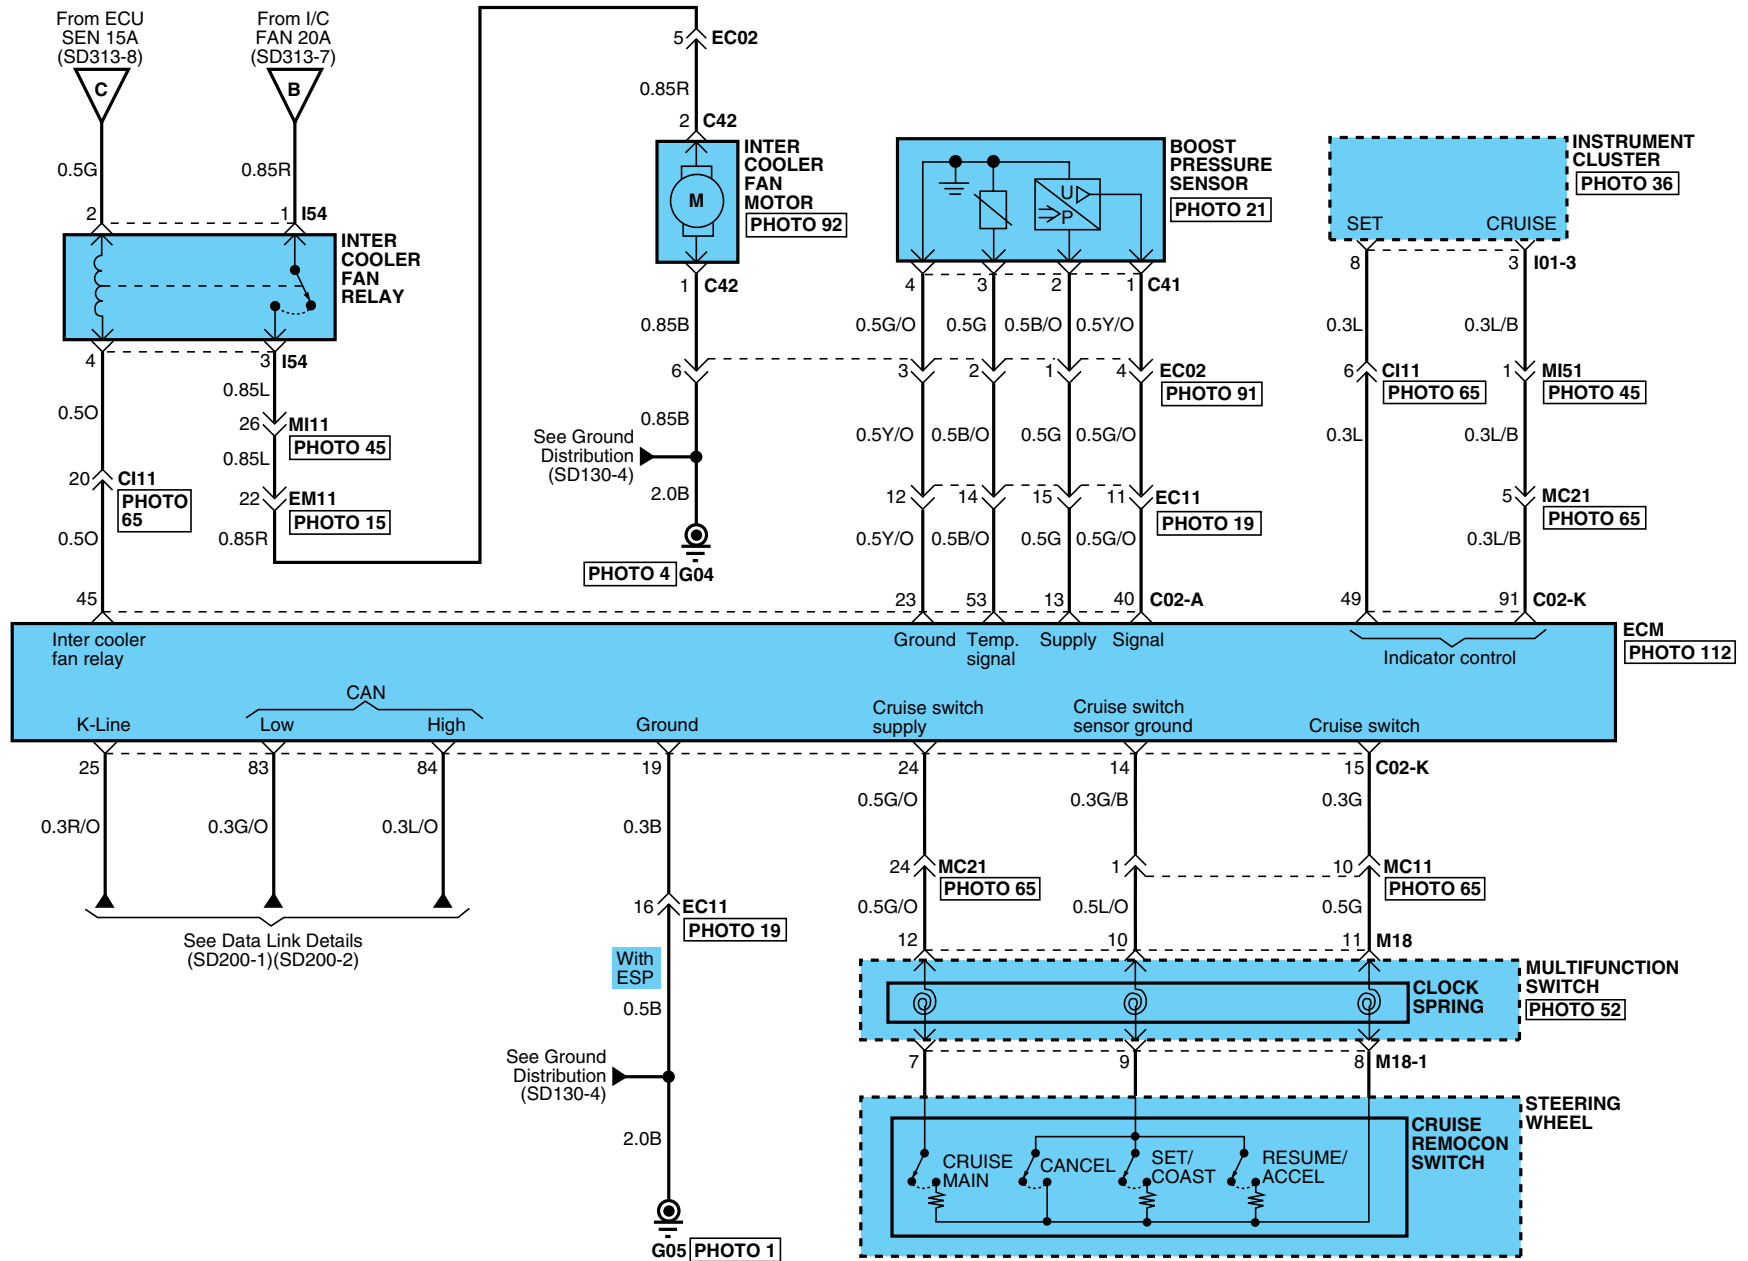 From ECU
SEN 15A
(SD313-8)
C
From I/C
FAN 20A
(SD313-7)
B
0.5G
0.85R
2
1
I54
INTER
COOLER
FAN
RELAY
4
3
I54
0.85L
26
MI11
PHOTO 45
0.85L
22
EM11
PHOTO 15
0.85R
0.5O
20
CI11
PHOTO
65
0.5O
45
5
EC02
0.85R
2
C42
INTER
COOLER
FAN
MOTOR
PHOTO 92
M
1
C42
0.85B
6
0.85B
See Ground
Distribution
(SD130-4)
2.0B
PHOTO 4
G04
BOOST
PRESSURE
SENSOR
PHOTO 21
U
P
4
3
2
1
C41
0.5G/O
0.5G
0.5B/O
0.5Y/O
3
2
1
4
EC02
PHOTO 91
0.5Y/O
0.5B/O
0.5G
0.5G/O
12
14
15
11
EC11
PHOTO 19
0.5Y/O
0.5B/O
0.5G
0.5G/O
23
53
13
40
C02-A
INSTRUMENT
CLUSTER
PHOTO 36
SET
CRUISE
8
3
I01-3
0.3L
0.3L/B
6
CI11
PHOTO 65
1
MI51
PHOTO 45
0.3L
0.3L/B
5
MC21
PHOTO 65
0.3L/B
49
91
C02-K
ECM
PHOTO 112
Inter cooler
fan relay
Ground
Temp.
signal
Supply
Signal
Indicator control
CAN
K-Line
Low
High
Ground
Cruise switch
supply
Cruise switch
sensor ground
Cruise switch
25
83
84
19
24
14
15
C02-K
0.3R/O
0.3G/O
0.3L/O
0.3B
0.5G/O
0.3G/B
0.3G
See Data Link Details
(SD200-1)(SD200-2)
16
EC11
PHOTO 19
With
ESP
0.5B
See Ground
Distribution
(SD130-4)
2.0B
G05
PHOTO 1
24
MC21
PHOTO 65
1
10
MC11
PHOTO 65
0.5G/O
0.5L/O
0.5G
12
10
11
M18
MULTIFUNCTION
SWITCH
PHOTO 52
CLOCK
SPRING
7
9
8
M18-1
STEERING
WHEEL
CRUISE
REMOCON
SWITCH
CRUISE
MAIN
CANCEL
SET/
COAST
RESUME/
ACCEL